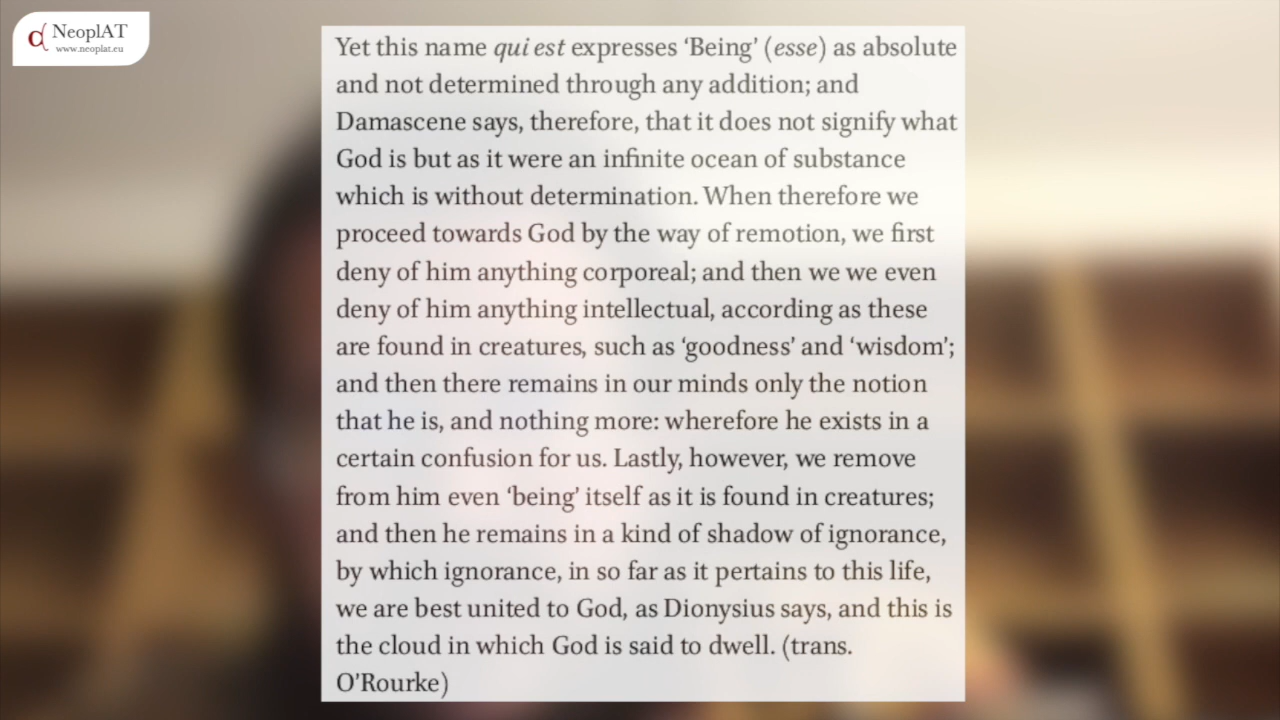 NeoplAT
www.neoplat.eu
Yet this name qui est expresses ‘Being’ (esse) as absolute
and not determined through any addition; and
Damascene says, therefore, that it does not signify what
God is but as it were an infinite ocean of substance
which is without determination. When therefore we
proceed towards God by the way of remotion, we first
deny of him anything corporeal; and then we we even
deny of him anything intellectual, according as these
are found in creatures, such as ‘goodness’ and ‘wisdom’;
and then there remains in our minds only the notion
that he is, and nothing more: wherefore he exists in a
certain confusion for us. Lastly, however, we remove
from him even ‘being’ itself as it is found in creatures;
and then he remains in a kind of shadow of ignorance,
by which ignorance, in so far as it pertains to this life,
we are best united to God, as Dionysius says, and this is
the cloud in which God is said to dwell. (trans.
O’Rourke)